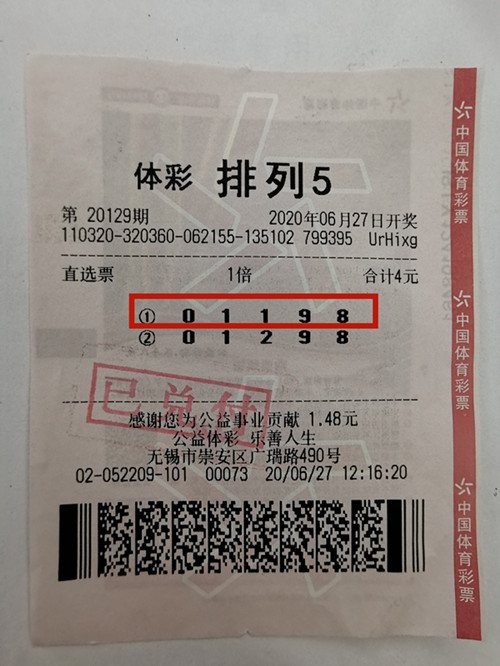 体彩 排列5
第 20129期 2020年06月27日开奖
110320-320360-062155-135102 799395 UrHixg
直选票 1倍 合计4元
① 0 1 1 9 8
② 0 1 2 9 8
已兑付
感谢您为公益事业贡献 1.48元
公益体彩 乐善人生
无锡市崇安区广瑞路490号
02-052209-101 00073 20/06/27 12:16:20
中国体育彩票
中国体育彩票
中国体育彩票